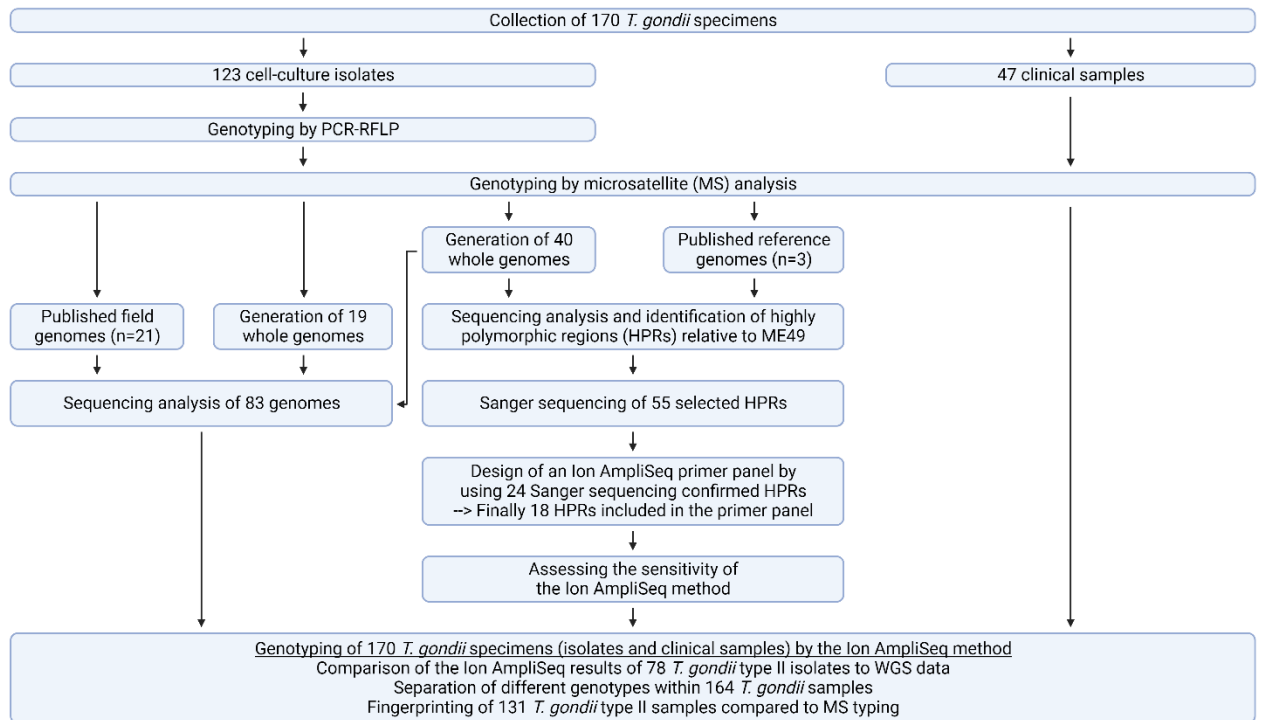 Collection of 170 T. gondii specimens
123 cell-culture isolates
47 clinical samples
Genotyping by PCR-RFLP
Genotyping by microsatellite (MS) analysis
Generation of 40
whole genomes
Published reference
genomes (n=3)
Published field
genomes (n=21)
Generation of 19
whole genomes
Sequencing analysis and identification of highly
polymorphic regions (HPRs) relative to ME49
Sequencing analysis of 83 genomes
Sanger sequencing of 55 selected HPRs
Design of an Ion AmpliSeq primer panel by
using 24 Sanger sequencing confirmed HPRs
--> Finally 18 HPRs included in the primer panel
Assessing the sensitivity of
the Ion AmpliSeq method
Genotyping of 170 T. gondii specimens (isolates and clinical samples) by the Ion AmpliSeq method
Comparison of the Ion AmpliSeq results of 78 T. gondii type II isolates to WGS data
Separation of different genotypes within 164 T. gondii samples
Fingerprinting of 131 T. gondii type II samples compared to MS typing